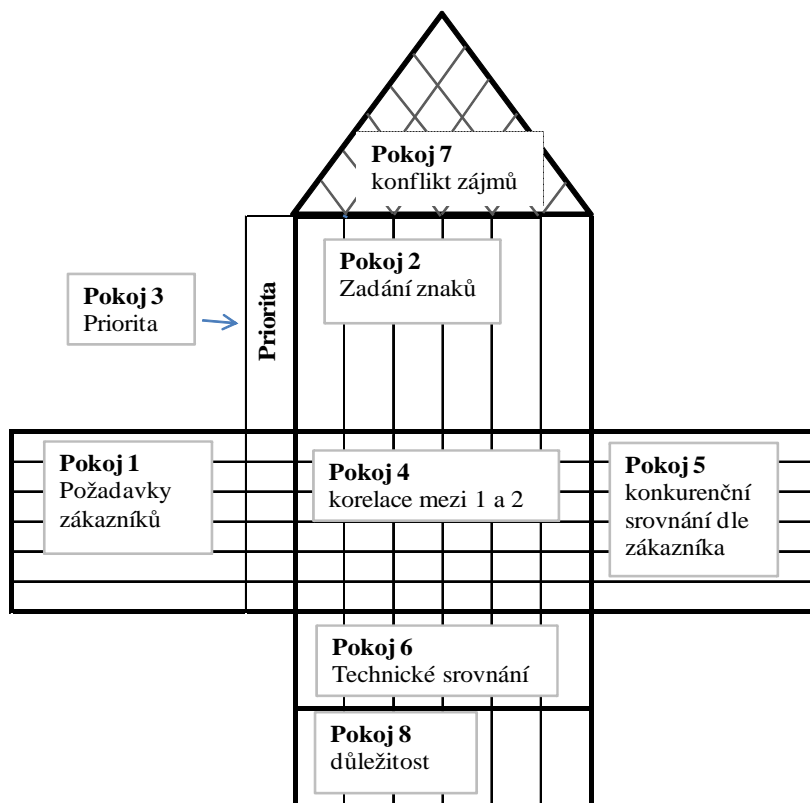 Pokoj 7
konflikt zájmů
Pokoj 2
Zadání znaků
Pokoj 3
Priorita
Priorita
Pokoj 1
Požadavky
zákazníků
Pokoj 4
korelace mezi 1 a 2
Pokoj 5
konkurenční
srovnání dle
zákazníka
Pokoj 6
Technické srovnání
Pokoj 8
důležitost